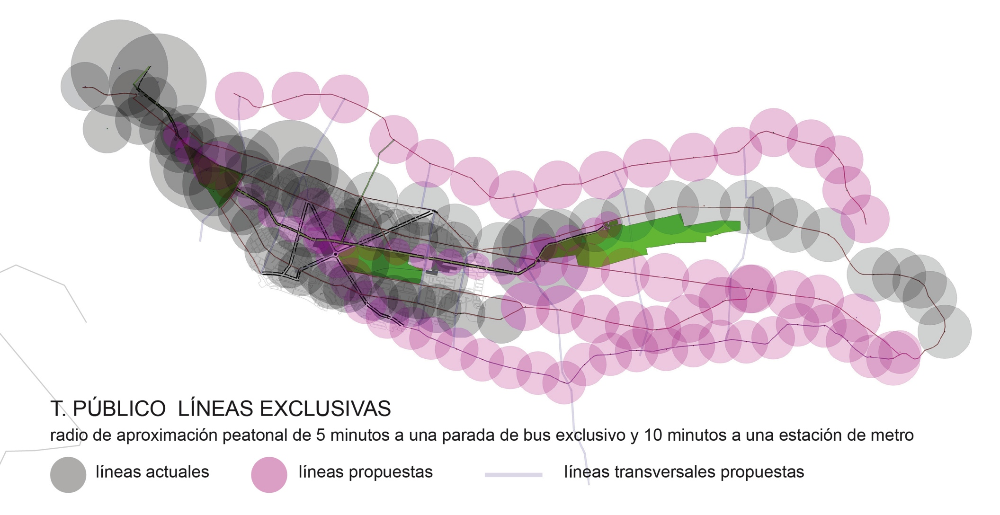 T. PÚBLICO  LÍNEAS EXCLUSIVAS
radio de aproximación peatonal de 5 minutos a una parada de bus exclusivo y 10 minutos a una estación de metro
líneas actuales
líneas propuestas
líneas transversales propuestas